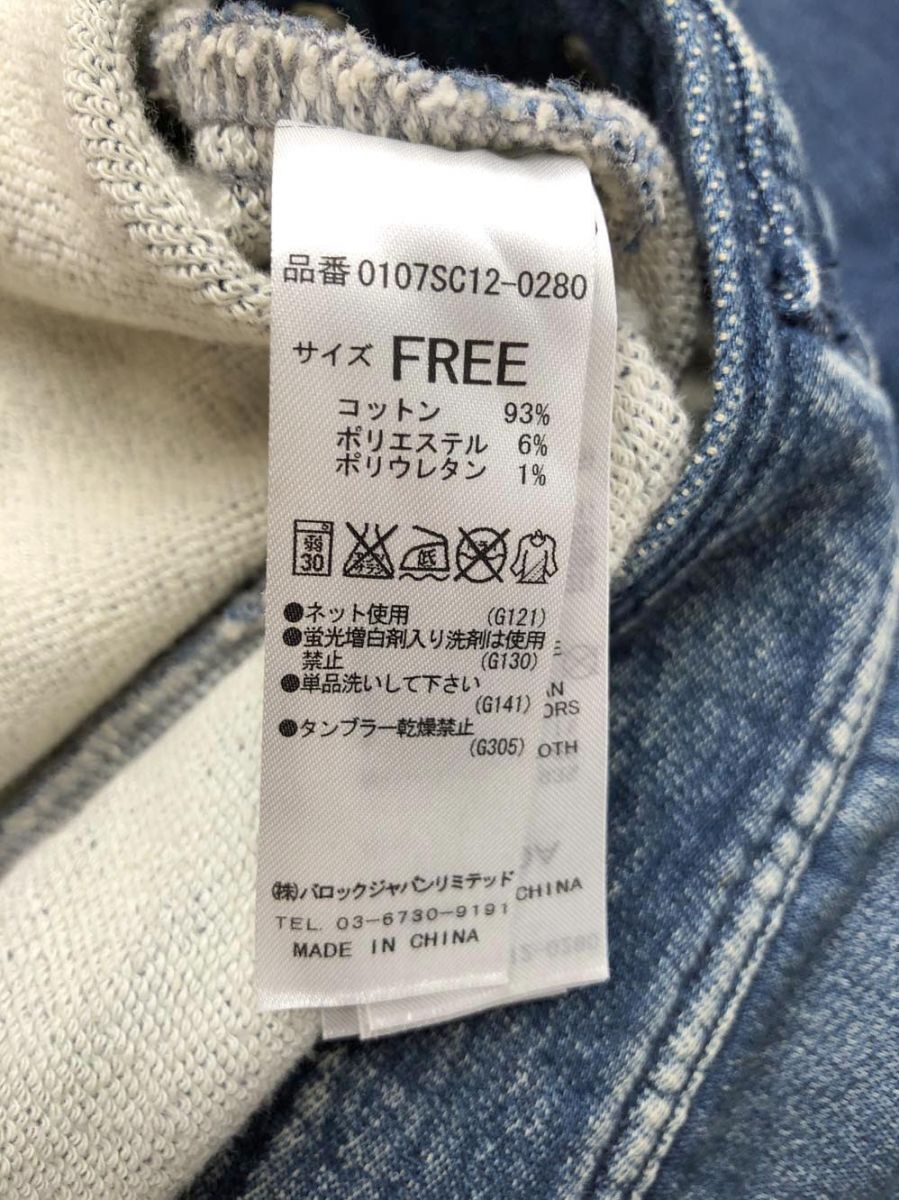 品番 0107SC12-0280
サイズ FREE
コットン 93%
ポリエステル 6%
ポリウレタン 1%
弱
30
低
●ネット使用 (G121)
●蛍光増白剤入り洗剤は使用
禁止 (G130)
●単品洗いして下さい
(G141)
●タンブラー乾燥禁止
(G305)
AN
ORS
OTH
㈱バロックジャパンリミテッド
CHINA
TEL. 03-6730-9191
MADE IN CHINA